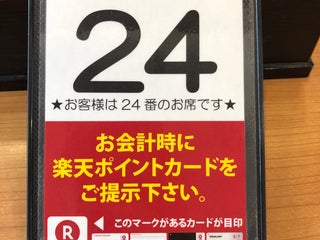 24
★お客様は24番のお席です★
お会計時に
楽天ポイントカードを
ご提示下さい。
R ◀ このマークがあるカードが目印